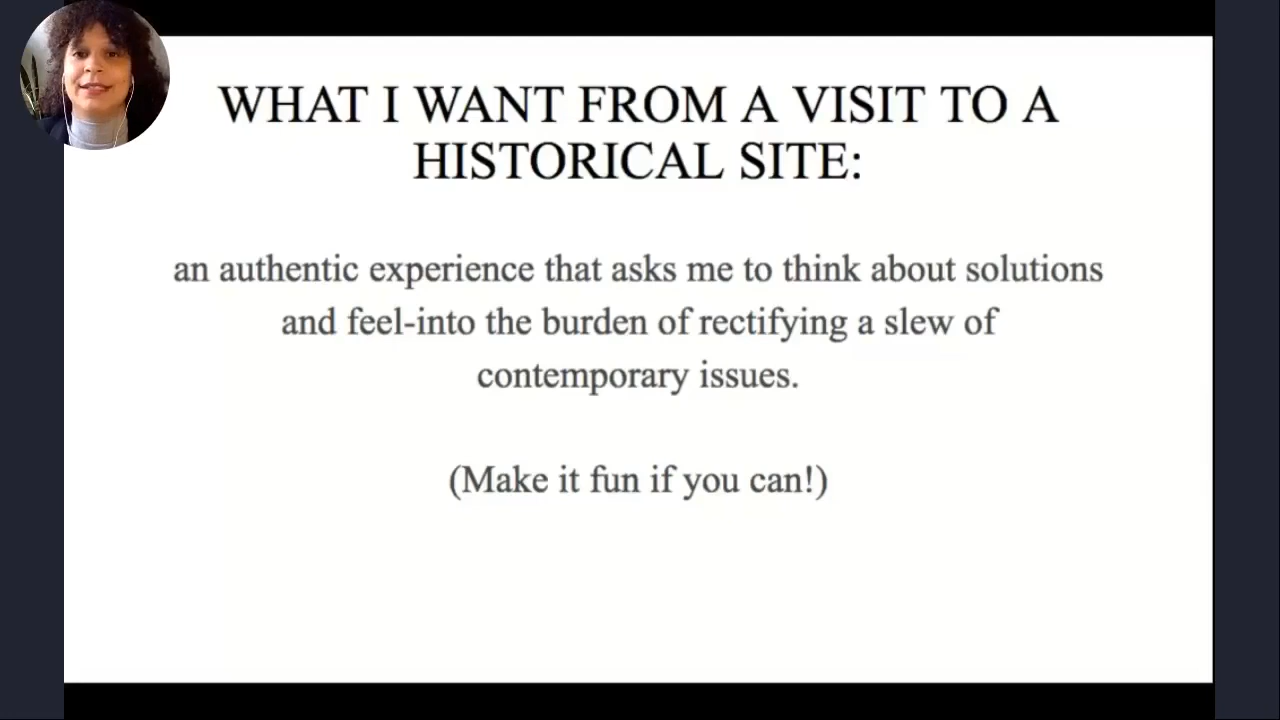 WHAT I WANT FROM A VISIT TO A
HISTORICAL SITE:
an authentic experience that asks me to think about solutions
and feel-into the burden of rectifying a slew of
contemporary issues.
(Make it fun if you can!)